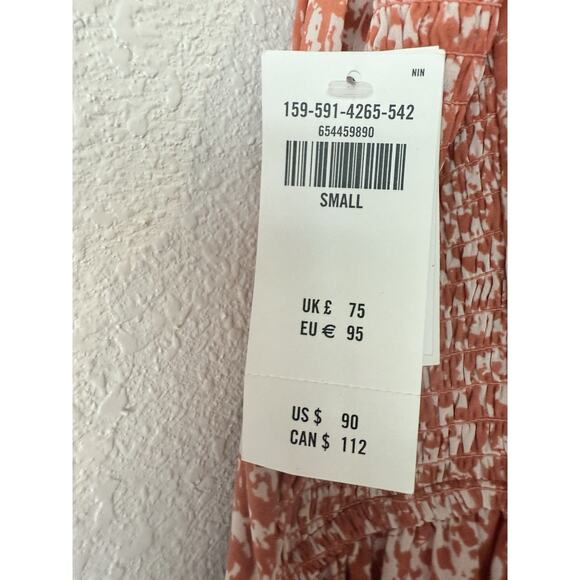 NIN
159-591-4265-542
654459890
SMALL
UK £ 75
EU € 95
US $ 90
CAN $ 112